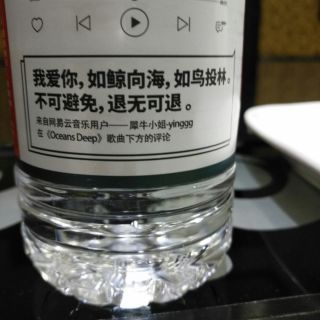 我爱你，如鲸向海，如鸟投林。
不可避免，退无可退。
来自网易云音乐用户——犀牛小姐-yinggg
在《Oceans Deep》歌曲下方的评论